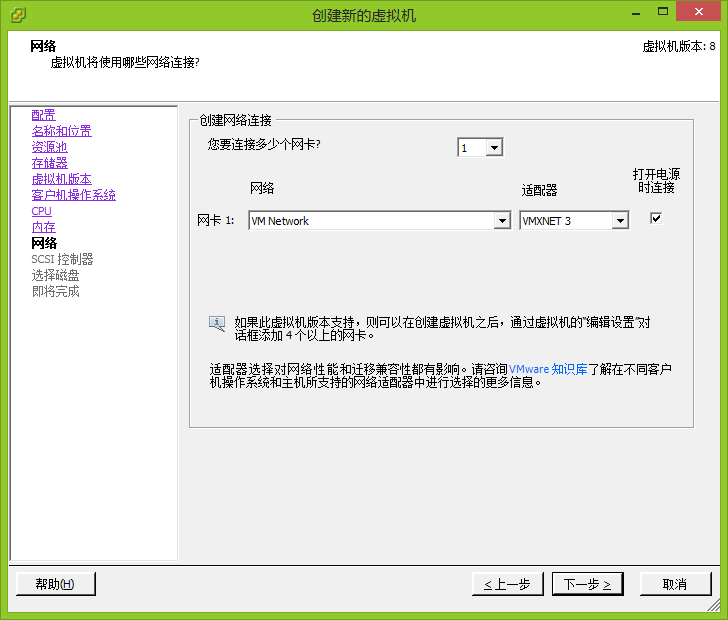 创建新的虚拟机
网络
虚拟机将使用哪些网络连接?
虚拟机版本: 8
配置
名称和位置
资源池
存储器
虚拟机版本
客户机操作系统
CPU
内存
网络
SCSI 控制器
选择磁盘
即将完成
创建网络连接
您要连接多少个网卡?
1
网络
适配器
打开电源
时连接
网卡 1:
VM Network
VMXNET 3
如果此虚拟机版本支持，则可以在创建虚拟机之后，通过虚拟机的"编辑设置"对
话框添加 4 个以上的网卡。
适配器选择对网络性能和迁移兼容性都有影响。请咨询VMware 知识库了解在不同客户
机操作系统和主机所支持的网络适配器中进行选择的更多信息。
帮助(H)
< 上一步
下一步 >
取消